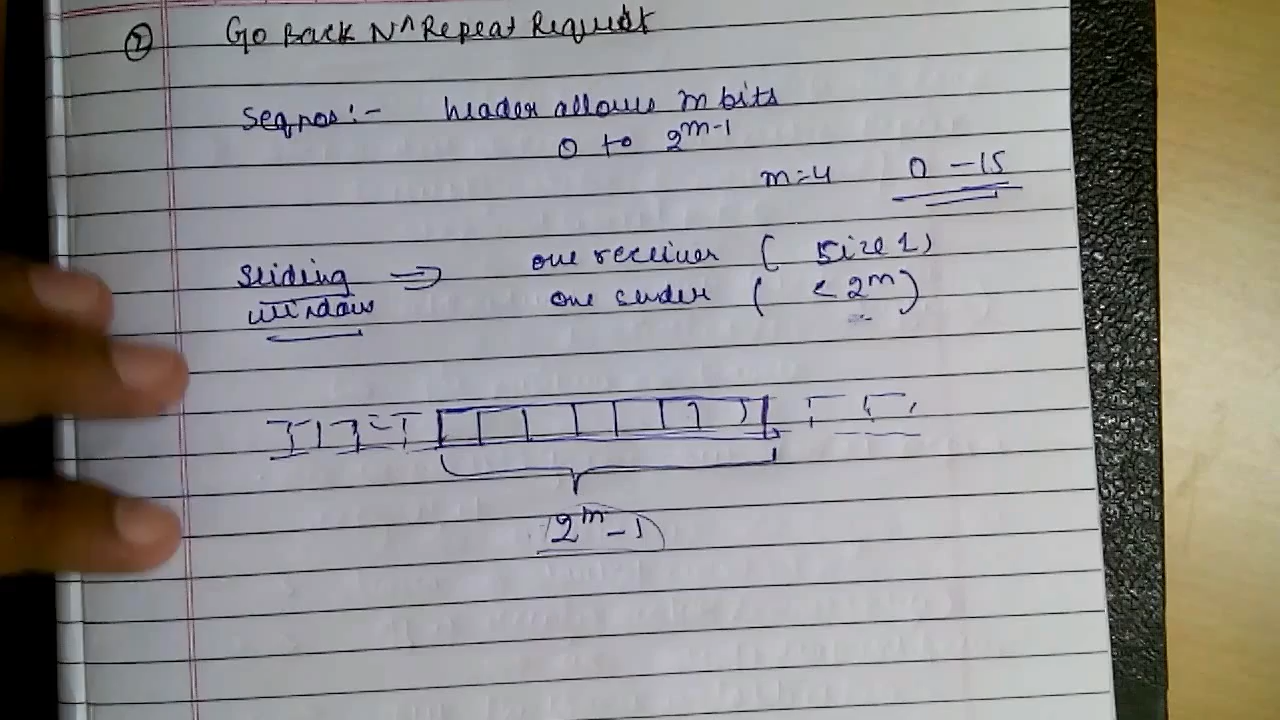 ② Go Back N^Repeat Request
Seqnos:- header allows m bits
0 to 2^m-1
m=4 0-15
Sliding window ⇒ one receiver ( size 1)
one sender ( < 2^m)
2^m-1